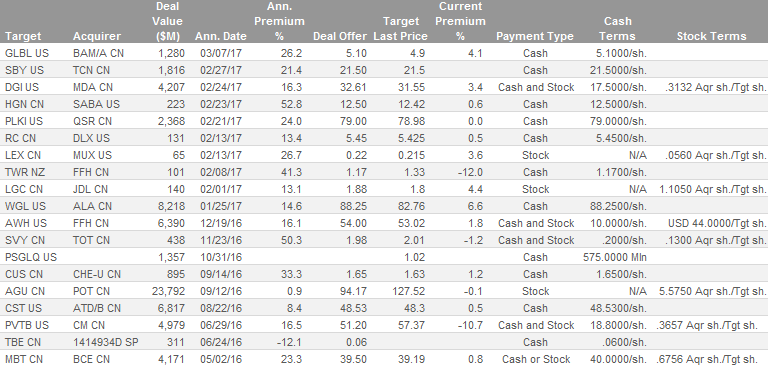 Target Acquirer Deal Value ($M) Ann. Date Ann. Premium % Deal Offer Target Last Price Current Premium % Payment Type Cash Terms Stock Terms
GLBL US BAM/A CN 1,280 03/07/17 26.2 5.10 4.9 4.1 Cash 5.1000/sh.
SBY US TCN CN 1,816 02/27/17 21.4 21.50 21.5 Cash 21.5000/sh.
DGI US MDA CN 4,207 02/24/17 16.3 32.61 31.55 3.4 Cash and Stock 17.5000/sh. .3132 Aqr sh./Tgt sh.
HGN CN SABA US 223 02/23/17 52.8 12.50 12.42 0.6 Cash 12.5000/sh.
PLKI US QSR CN 2,368 02/21/17 24.0 79.00 78.98 0.0 Cash 79.0000/sh.
RC CN DLX US 131 02/13/17 13.4 5.45 5.425 0.5 Cash 5.4500/sh.
LEX CN MUX US 65 02/13/17 26.7 0.22 0.215 3.6 Stock N/A .0560 Aqr sh./Tgt sh.
TWR NZ FFH CN 101 02/08/17 41.3 1.17 1.33 -12.0 Cash 1.1700/sh.
LGC CN JDL CN 140 02/01/17 13.1 1.88 1.8 4.4 Stock N/A 1.1050 Aqr sh./Tgt sh.
WGL US ALA CN 8,218 01/25/17 14.6 88.25 82.76 6.6 Cash 88.2500/sh.
AWH US FFH CN 6,390 12/19/16 16.1 54.00 53.02 1.8 Cash and Stock 10.0000/sh. USD 44.0000/Tgt sh.
SVY CN TOT CN 438 11/23/16 50.3 1.98 2.01 -1.2 Cash and Stock .2000/sh. .1300 Aqr sh./Tgt sh.
PSGLQ US 1,357 10/31/16 1.02 Cash 575.0000 Mln
CUS CN CHE-U CN 895 09/14/16 33.3 1.65 1.63 1.2 Cash 1.6500/sh.
AGU CN POT CN 23,792 09/12/16 0.9 94.17 127.52 -0.1 Stock N/A 5.5750 Aqr sh./Tgt sh.
CST US ATD/B CN 6,817 08/22/16 8.4 48.53 48.3 0.5 Cash 48.5300/sh.
PVTB US CM CN 4,979 06/29/16 16.5 51.20 57.37 -10.7 Cash and Stock 18.8000/sh. .3657 Aqr sh./Tgt sh.
TBE CN 1414934D SP 311 06/24/16 -12.1 0.06 Cash .0600/sh.
MBT CN BCE CN 4,171 05/02/16 23.3 39.50 39.19 0.8 Cash or Stock 40.0000/sh. .6756 Aqr sh./Tgt sh.